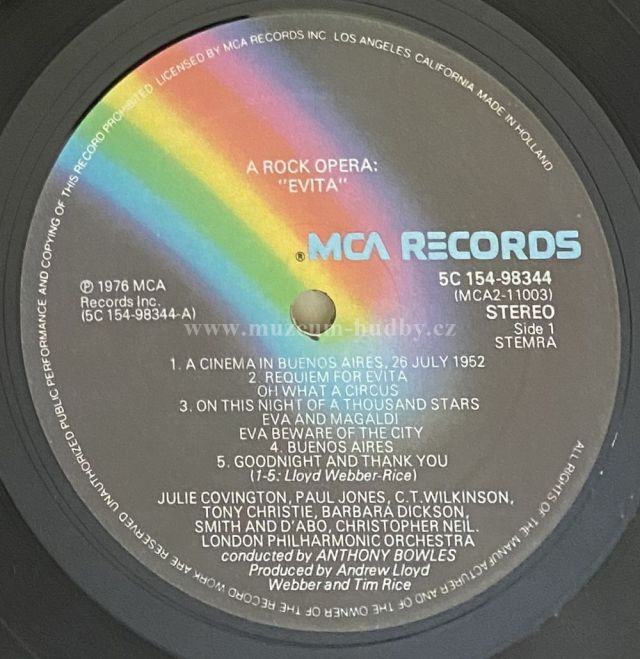 UNAUTHORIZED PUBLIC PERFORMANCE AND COPYING OF THIS RECORD PROHIBITED LICENSED BY MCA RECORDS INC LOS ANGELES CALIFORNIA MADE IN HOLLAND
A ROCK OPERA:
"EVITA"
® MCA RECORDS
℗ 1976 MCA
Records Inc.
(5C 154-98344-A)
5C 154-98344
(MCA2-11003)
STEREO
Side 1
STEMRA
www.muzeum-hudby.cz
1. A CINEMA IN BUENOS AIRES, 26 JULY 1952
2. REQUIEM FOR EVITA
OH WHAT A CIRCUS
3. ON THIS NIGHT OF A THOUSAND STARS
EVA AND MAGALDI
EVA BEWARE OF THE CITY
4. BUENOS AIRES
5. GOODNIGHT AND THANK YOU
(1-5: Lloyd Webber-Rice)
JULIE COVINGTON, PAUL JONES, C.T. WILKINSON,
TONY CHRISTIE, BARBARA DICKSON,
SMITH AND D'ABO, CHRISTOPHER NEIL.
LONDON PHILHARMONIC ORCHESTRA
conducted by ANTHONY BOWLES
Produced by Andrew Lloyd
Webber and Tim Rice
ALL RIGHTS OF THE MANUFACTURER AND OF THE OWNER OF THE RECORD WORK ARE RESERVED